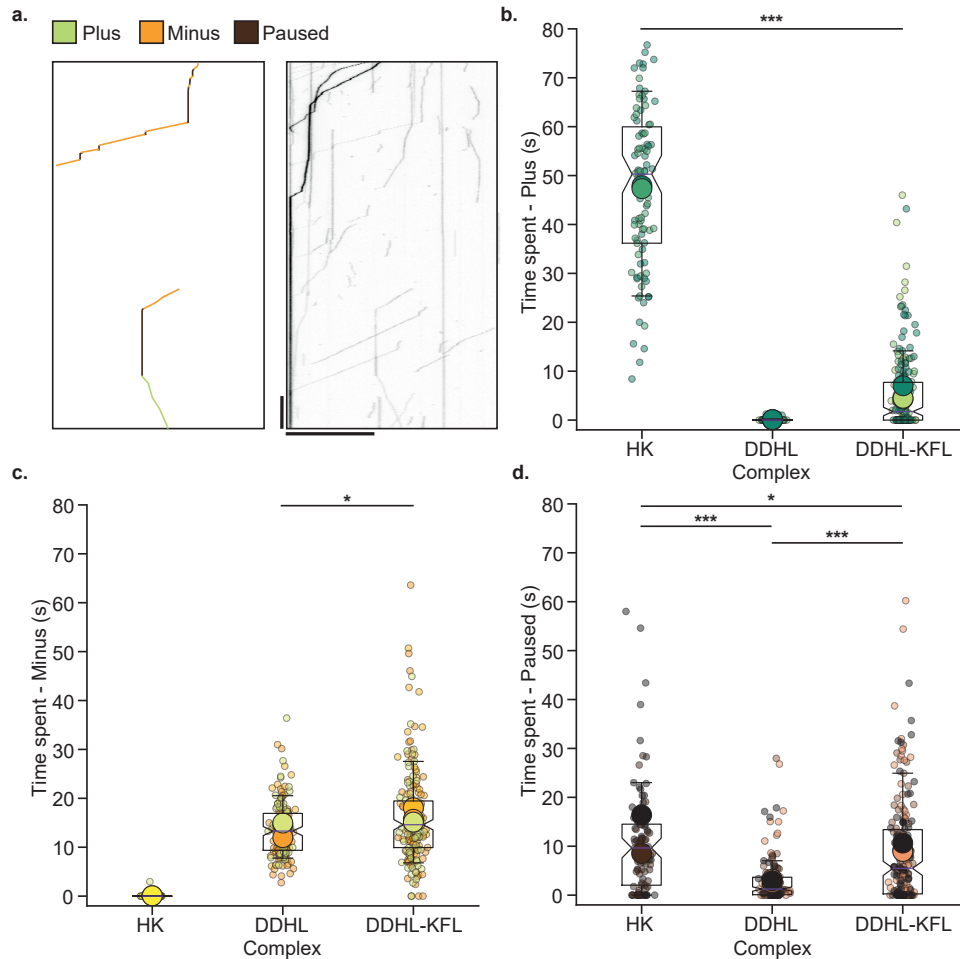 a.
Plus
Minus
Paused
b.
***
Time spent - Plus (s)
80
70
60
50
40
30
20
10
0
HK
DDHL
DDHL-KFL
Complex
c.
*
Time spent - Minus (s)
80
70
60
50
40
30
20
10
0
HK
DDHL
DDHL-KFL
Complex
d.
*
***
***
Time spent - Paused (s)
80
70
60
50
40
30
20
10
0
HK
DDHL
DDHL-KFL
Complex